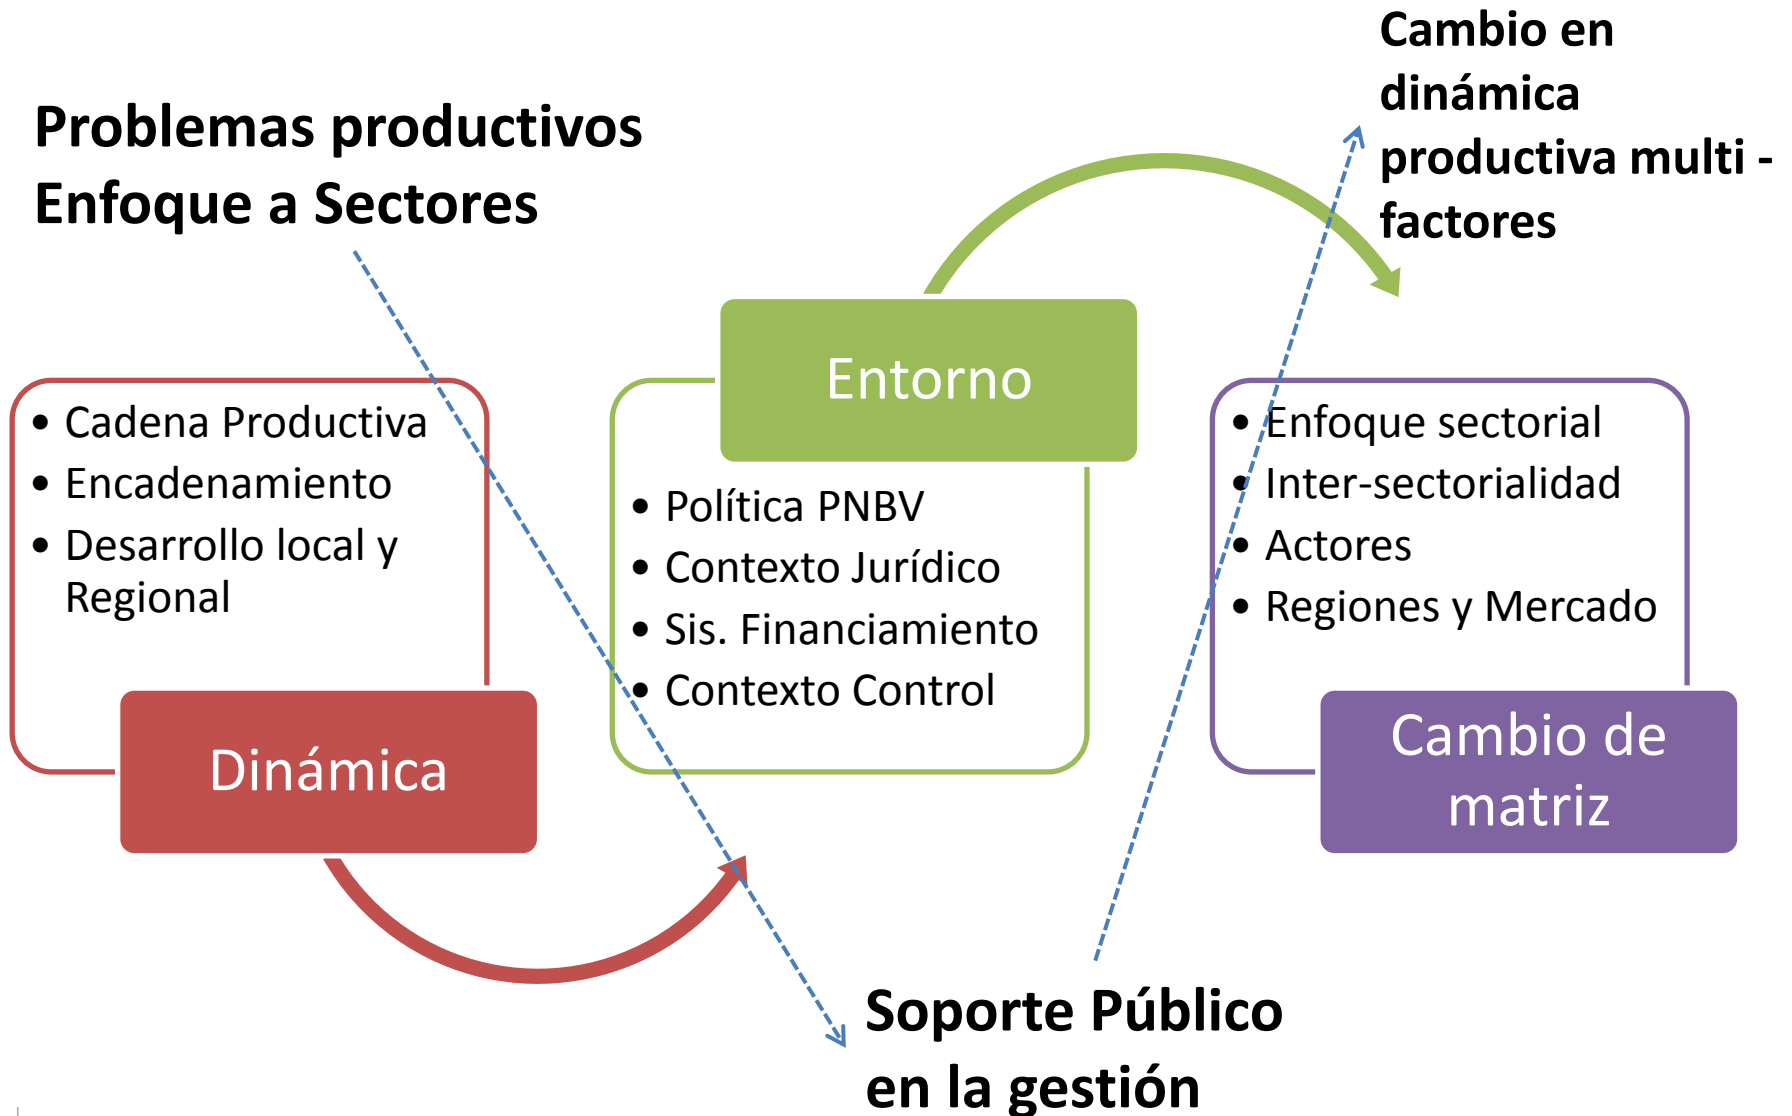 Problemas productivos
Enfoque a Sectores
Cambio en
dinámica
productiva multi -
factores
• Cadena Productiva
• Encadenamiento
• Desarrollo local y
Regional
Dinámica
Entorno
• Política PNBV
• Contexto Jurídico
• Sis. Financiamiento
• Contexto Control
• Enfoque sectorial
• Inter-sectorialidad
• Actores
• Regiones y Mercado
Cambio de
matriz
Soporte Público
en la gestión